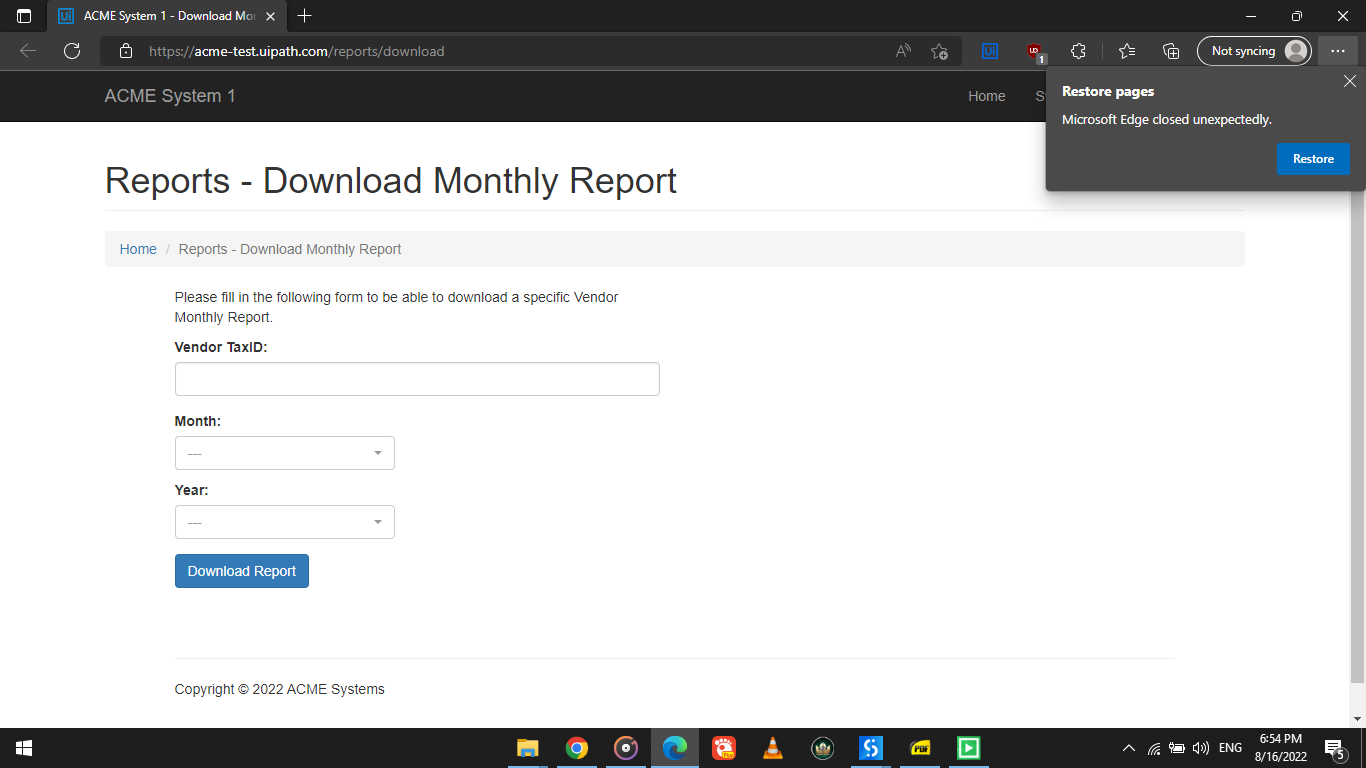 ACME System 1 - Download Mo
https://acme-test.uipath.com/reports/download
Not syncing
1
ACME System 1
Home
Restore pages
Microsoft Edge closed unexpectedly.
Restore
Reports - Download Monthly Report
Home / Reports - Download Monthly Report
Please fill in the following form to be able to download a specific Vendor
Monthly Report.
Vendor TaxID:
Month:
---
Year:
---
Download Report
Copyright © 2022 ACME Systems
ENG
6:54 PM
8/16/2022
5